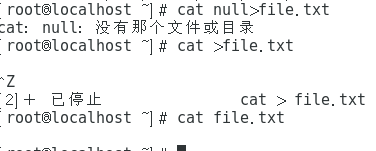 [root@localhost ~]# cat null>file.txt
cat: null: 没有那个文件或目录
[root@localhost ~]# cat >file.txt
^Z
[2]+  已停止                  cat > file.txt
[root@localhost ~]# cat file.txt
[root@localhost ~]#